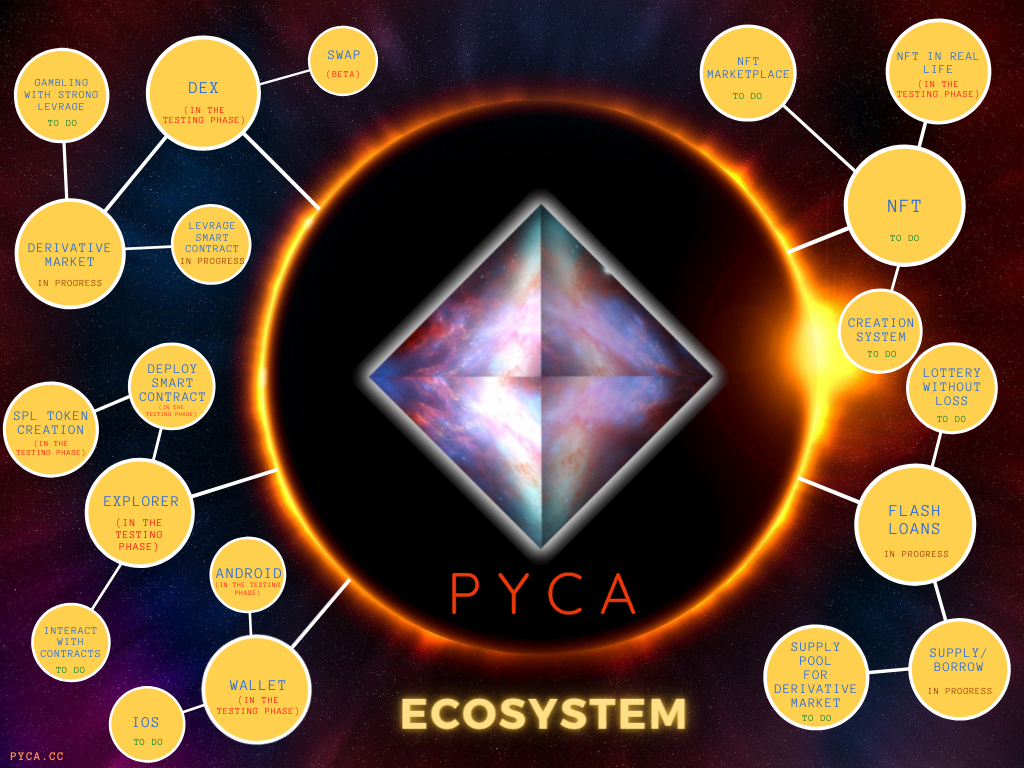 GAMBLING
WITH STRONG
LEVRAGE
TO DO
DEX
(IN THE
TESTING PHASE)
SWAP
(BETA)
DERIVATIVE
MARKET
IN PROGRESS
LEVRAGE
SMART
CONTRACT
IN PROGRESS
NFT
MARKETPLACE
TO DO
NFT IN REAL
LIFE
(IN THE
TESTING PHASE)
NFT
TO DO
CREATION
SYSTEM
TO DO
LOTTERY
WITHOUT
LOSS
TO DO
FLASH
LOANS
IN PROGRESS
SUPPLY/
BORROW
IN PROGRESS
SUPPLY
POOL
FOR
DERIVATIVE
MARKET
TO DO
DEPLOY
SMART
CONTRACT
(IN THE
TESTING PHASE)
SPL TOKEN
CREATION
(IN THE
TESTING PHASE)
EXPLORER
(IN THE
TESTING
PHASE)
INTERACT
WITH
CONTRACTS
TO DO
ANDROID
(IN THE TESTING
PHASE)
WALLET
(IN THE
TESTING PHASE)
IOS
TO DO
PYCA
ECOSYSTEM
PYCA.CC